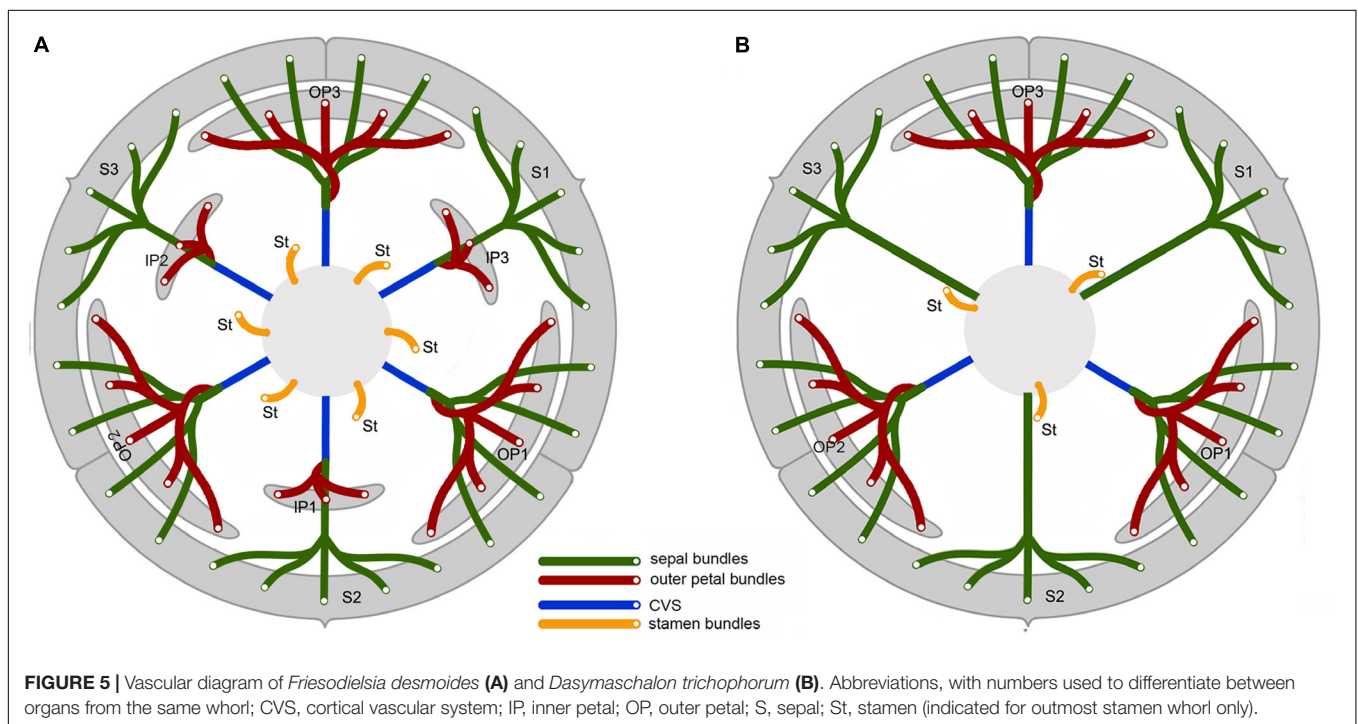 A
B
OP3
OP3
S3
S1
S3
S1
St
St
IP2
IP3
St
St
St
St
St
St
OP2
OP1
OP2
OP1
St
IP1
S2
S2
sepal bundles
outer petal bundles
CVS
stamen bundles
FIGURE 5 | Vascular diagram of Friesodielsia desmoides (A) and Dasymaschalon trichophorum (B). Abbreviations, with numbers used to differentiate between
organs from the same whorl; CVS, cortical vascular system; IP, inner petal; OP, outer petal; S, sepal; St, stamen (indicated for outmost stamen whorl only).